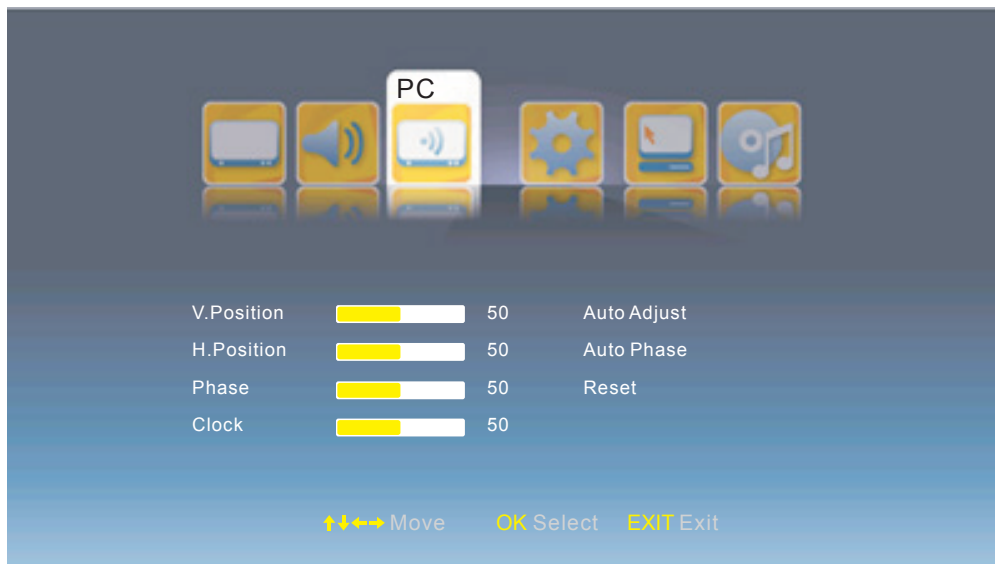 PC
V.Position 50 Auto Adjust
H.Position 50 Auto Phase
Phase 50 Reset
Clock 50
Move OK Select EXIT Exit